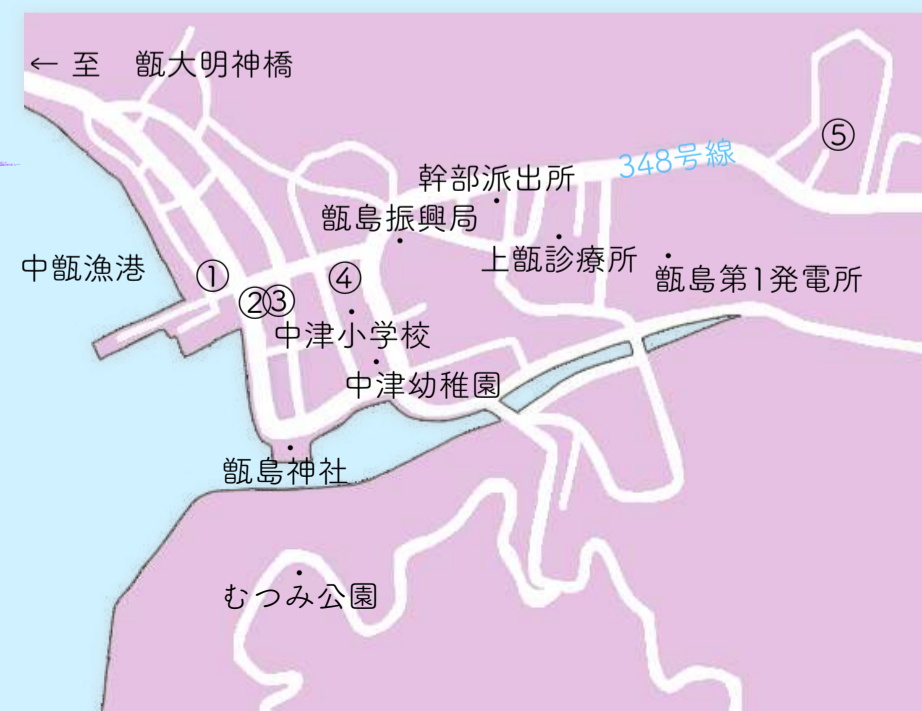 ← 至　甑大明神橋
⑤
348号線
幹部派出所
甑島振興局
上甑診療所
中甑漁港
①
④
甑島第1発電所
②③
中津小学校
中津幼稚園
甑島神社
むつみ公園